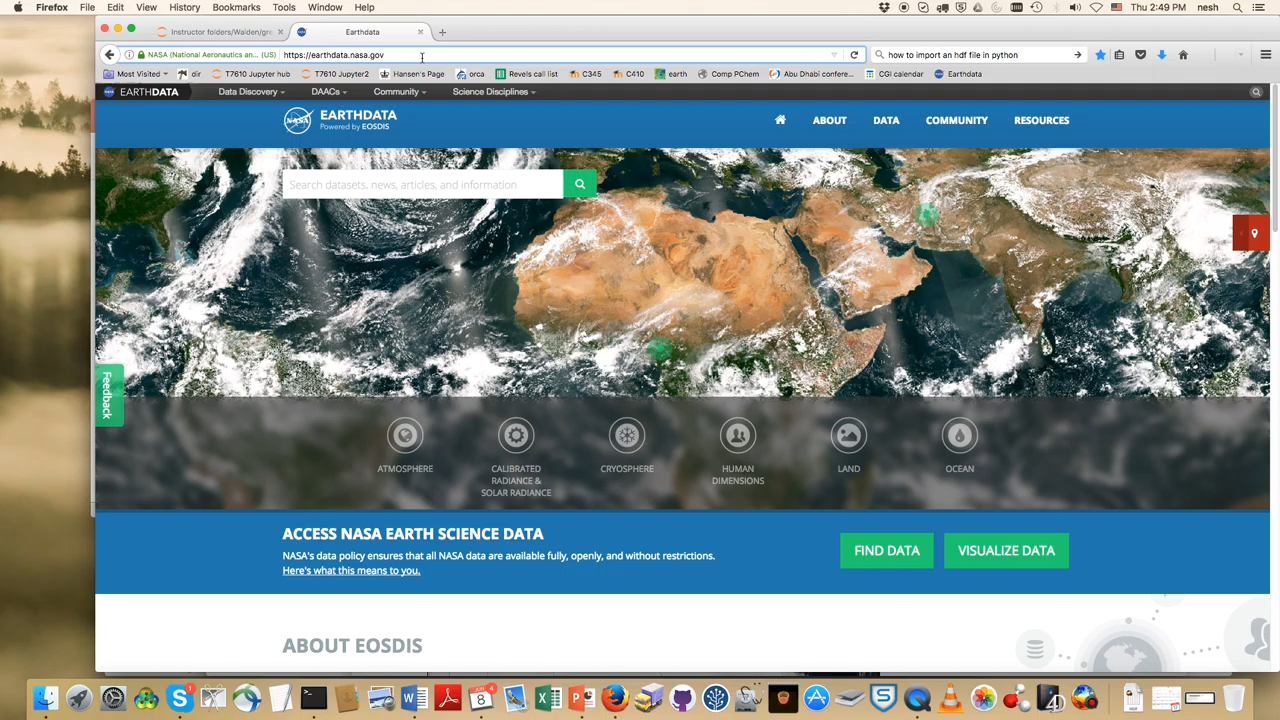 Firefox File Edit View History Bookmarks Tools Window Help
Thu 2:49 PM nesh
Instructor folders/Walden/gre
Earthdata
NASA (National Aeronautics an... (US) https://earthdata.nasa.gov
how to import an hdf file in python
Most Visited dir T7610 Jupyter hub T7610 Jupyter2 Hansen's Page orca Revels call list C345 C410 earth Comp PChem Abu Dhabi confere... CGI calendar Earthdata
EARTHDATA Data Discovery DAACs Community Science Disciplines
NASA EARTHDATA
Powered by EOSDIS
ABOUT DATA COMMUNITY RESOURCES
Search datasets, news, articles, and information
Feedback
ATMOSPHERE
CALIBRATED
RADIANCE &
SOLAR RADIANCE
CRYOSPHERE
HUMAN
DIMENSIONS
LAND
OCEAN
ACCESS NASA EARTH SCIENCE DATA
NASA's data policy ensures that all NASA data are available fully, openly, and without restrictions.
Here's what this means to you.
FIND DATA
VISUALIZE DATA
ABOUT EOSDIS